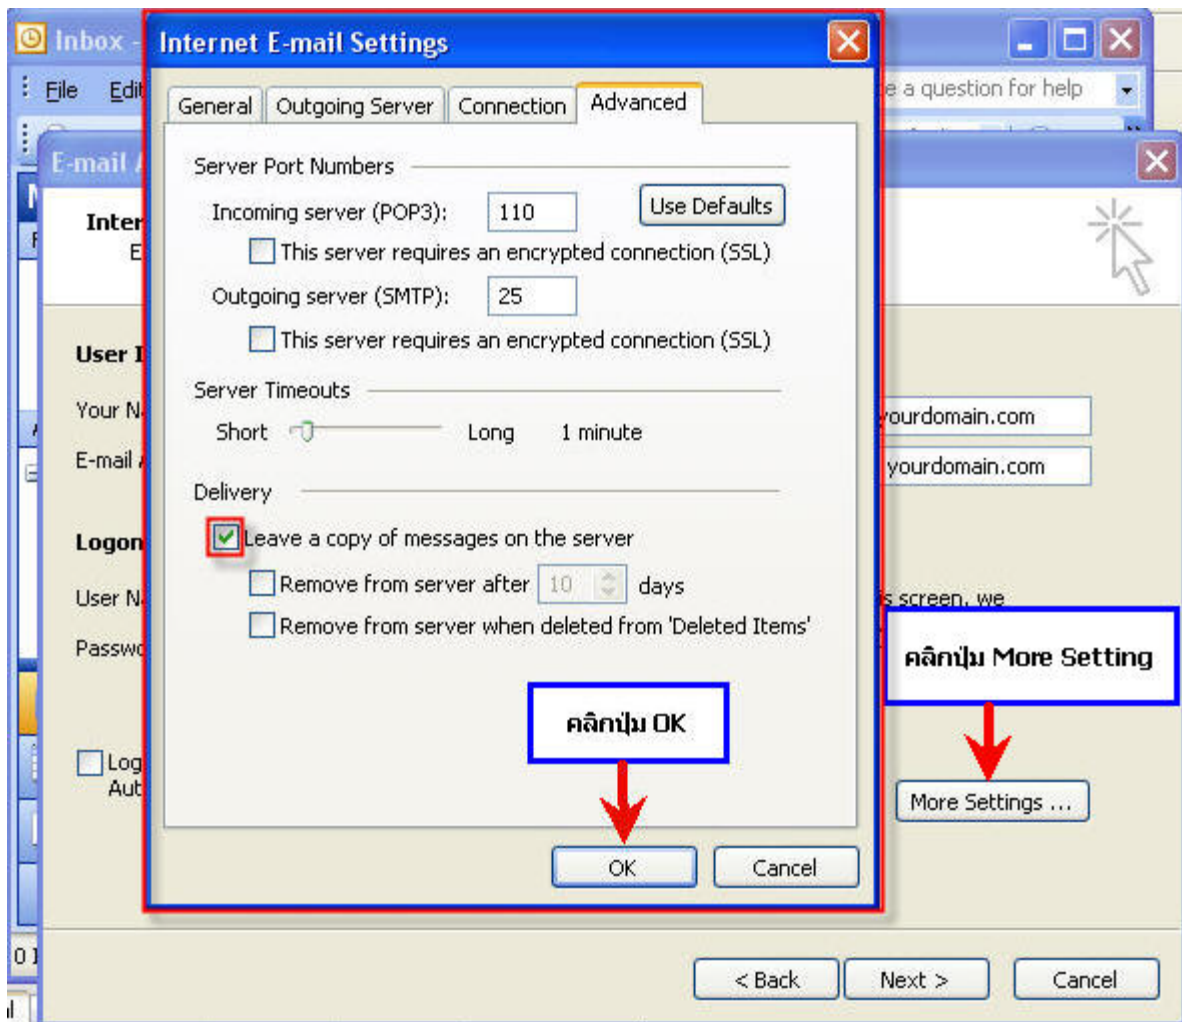 Inbox -
Internet E-mail Settings
File Edit
e a question for help
General Outgoing Server Connection Advanced
E-mail
Server Port Numbers
Incoming server (POP3): 110 Use Defaults
This server requires an encrypted connection (SSL)
Outgoing server (SMTP): 25
This server requires an encrypted connection (SSL)
Server Timeouts
Short Long 1 minute
Delivery
Leave a copy of messages on the server
Remove from server after 10 days
Remove from server when deleted from 'Deleted Items'
คลิกปุ่ม OK
OK Cancel
Inter
E
User I
Your N
yourdomain.com
E-mail
yourdomain.com
Logon
User N
is screen, we
Passwo
คลิกปุ่ม More Setting
Log
Aut
More Settings ...
< Back Next > Cancel